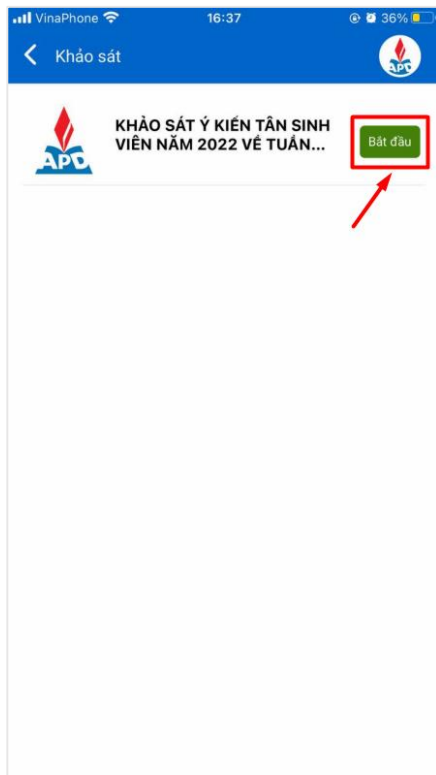 VinaPhone 16:37 36%
Khảo sát
APD
APD
KHẢO SÁT Ý KIẾN TÂN SINH
VIÊN NĂM 2022 VỀ TUẦN...
Bắt đầu